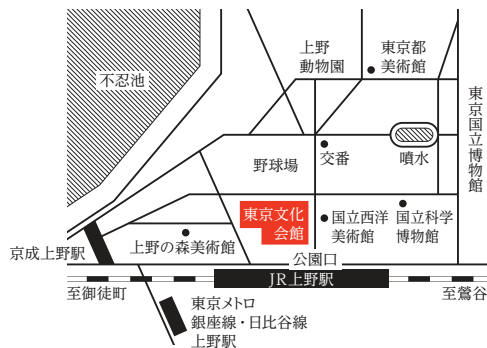 上野
動物園
東京都
美術館
不忍池
東京国立博物館
野球場
交番
噴水
東京文化
会館
国立西洋
美術館
国立科学
博物館
京成上野駅
上野の森美術館
公園口
JR上野駅
至御徒町
至鶯谷
東京メトロ
銀座線・日比谷線
上野駅